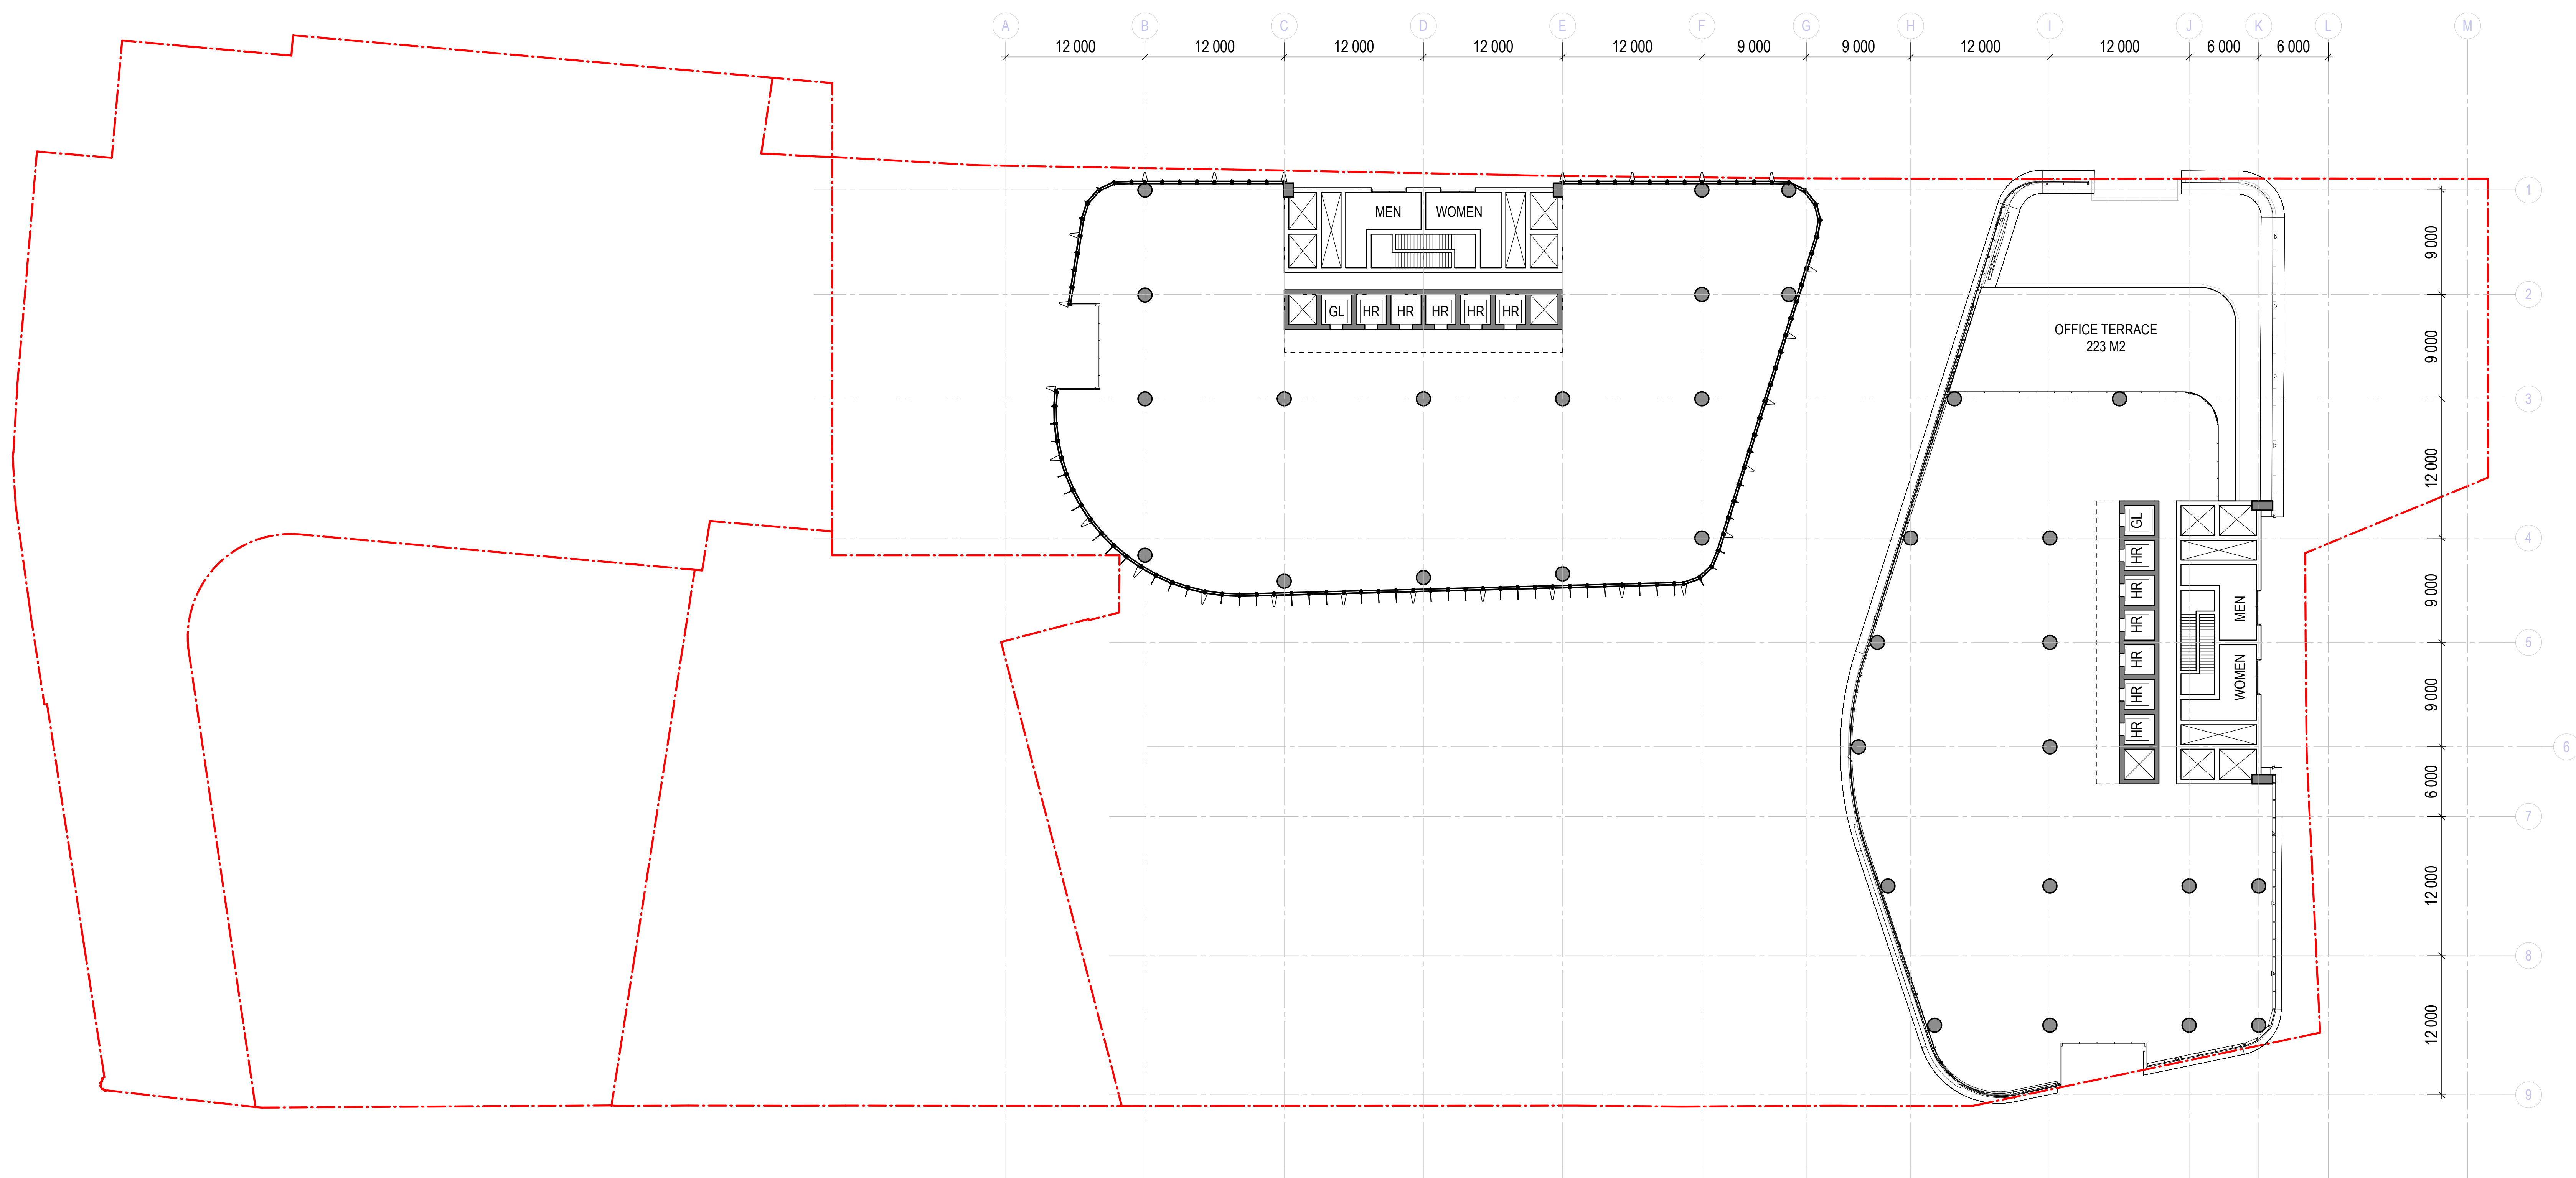 A B C D E F G H I J K L M
12 000 12 000 12 000 12 000 12 000 9 000 9 000 12 000 12 000 6 000 6 000
1
MEN WOMEN
9 000
2
GL HR HR HR HR HR
OFFICE TERRACE
223 M2
9 000
3
12 000
4
GL
HR
HR
HR
HR
HR
HR
MEN
WOMEN
9 000
5
9 000
6
6 000
7
12 000
8
12 000
9